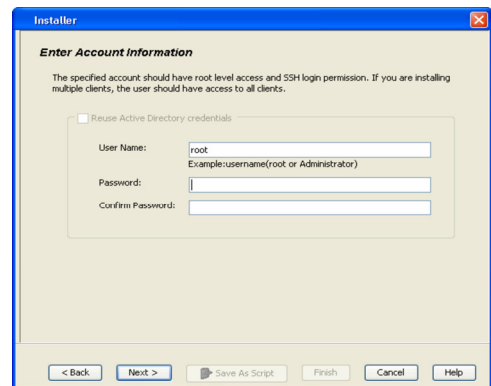 Installer
Enter Account Information
The specified account should have root level access and SSH login permission. If you are installing
multiple clients, the user should have access to all clients.
Reuse Active Directory credentials
User Name:
root
Example:username(root or Administrator)
Password:
Confirm Password:
< Back
Next >
Save As Script
Finish
Cancel
Help